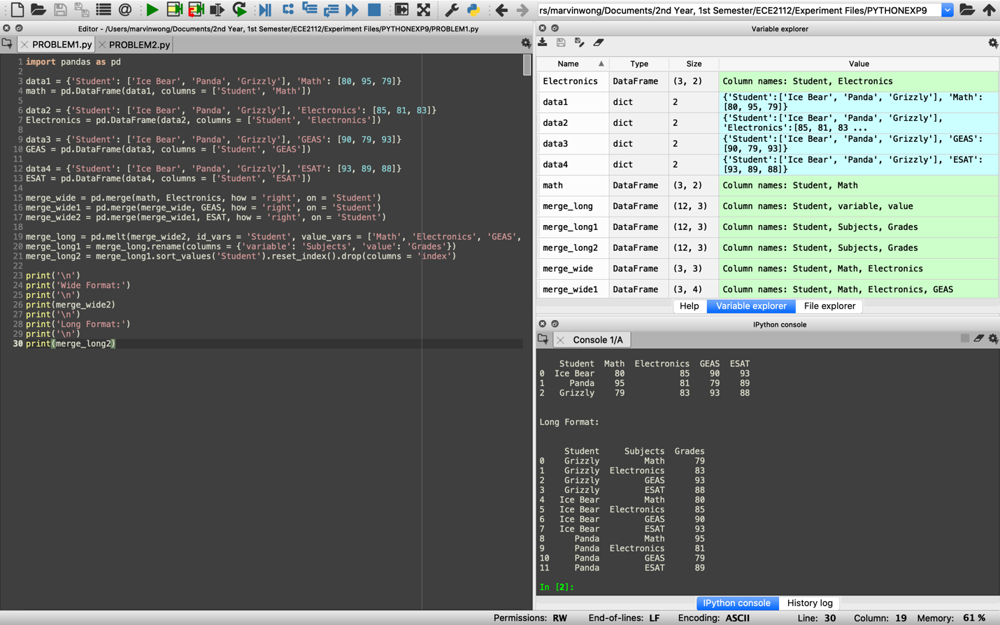 rs/marvinwong/Documents/2nd Year, 1st Semester/ECE2112/Experiment Files/PYTHONEXP9
Editor - /Users/marvinwong/Documents/2nd Year, 1st Semester/ECE2112/Experiment Files/PYTHONEXP9/PROBLEM1.py
PROBLEM1.py PROBLEM2.py
1 import pandas as pd
2
3 data1 = {'Student': ['Ice Bear', 'Panda', 'Grizzly'], 'Math': [80, 95, 79]}
4 math = pd.DataFrame(data1, columns = ['Student', 'Math'])
5
6 data2 = {'Student': ['Ice Bear', 'Panda', 'Grizzly'], 'Electronics': [85, 81, 83]}
7 Electronics = pd.DataFrame(data2, columns = ['Student', 'Electronics'])
8
9 data3 = {'Student': ['Ice Bear', 'Panda', 'Grizzly'], 'GEAS': [90, 79, 93]}
10 GEAS = pd.DataFrame(data3, columns = ['Student', 'GEAS'])
11
12 data4 = {'Student': ['Ice Bear', 'Panda', 'Grizzly'], 'ESAT': [93, 89, 88]}
13 ESAT = pd.DataFrame(data4, columns = ['Student', 'ESAT'])
14
15 merge_wide = pd.merge(math, Electronics, how = 'right', on = 'Student')
16 merge_wide1 = pd.merge(merge_wide, GEAS, how = 'right', on = 'Student')
17 merge_wide2 = pd.merge(merge_wide1, ESAT, how = 'right', on = 'Student')
18
19 merge_long = pd.melt(merge_wide2, id_vars = 'Student', value_vars = ['Math', 'Electronics', 'GEAS',
20 merge_long1 = merge_long.rename(columns = {'variable': 'Subjects', 'value': 'Grades'})
21 merge_long2 = merge_long1.sort_values('Student').reset_index().drop(columns = 'index')
22
23 print('\n')
24 print('Wide Format:')
25 print('\n')
26 print(merge_wide2)
27 print('\n')
28 print('Long Format:')
29 print('\n')
30 print(merge_long2)
Variable explorer
Name Type Size Value
Electronics DataFrame (3, 2) Column names: Student, Electronics
data1 dict 2 {'Student':['Ice Bear', 'Panda', 'Grizzly'], 'Math':
[80, 95, 79]}
data2 dict 2 {'Student':['Ice Bear', 'Panda', 'Grizzly'],
'Electronics':[85, 81, 83 ...
data3 dict 2 {'Student':['Ice Bear', 'Panda', 'Grizzly'], 'GEAS':
[90, 79, 93]}
data4 dict 2 {'Student':['Ice Bear', 'Panda', 'Grizzly'], 'ESAT':
[93, 89, 88]}
math DataFrame (3, 2) Column names: Student, Math
merge_long DataFrame (12, 3) Column names: Student, variable, value
merge_long1 DataFrame (12, 3) Column names: Student, Subjects, Grades
merge_long2 DataFrame (12, 3) Column names: Student, Subjects, Grades
merge_wide DataFrame (3, 3) Column names: Student, Math, Electronics
merge_wide1 DataFrame (3, 4) Column names: Student, Math, Electronics, GEAS
Help Variable explorer File explorer
IPython console
Console 1/A
Student Math Electronics GEAS ESAT
0 Ice Bear 80 85 90 93
1 Panda 95 81 79 89
2 Grizzly 79 83 93 88
Long Format:
Student Subjects Grades
0 Grizzly Math 79
1 Grizzly Electronics 83
2 Grizzly GEAS 93
3 Grizzly ESAT 88
4 Ice Bear Math 80
5 Ice Bear Electronics 85
6 Ice Bear GEAS 90
7 Ice Bear ESAT 93
8 Panda Math 95
9 Panda Electronics 81
10 Panda GEAS 79
11 Panda ESAT 89
In [2]:
IPython console History log
Permissions: RW End-of-lines: LF Encoding: ASCII Line: 30 Column: 19 Memory: 61 %